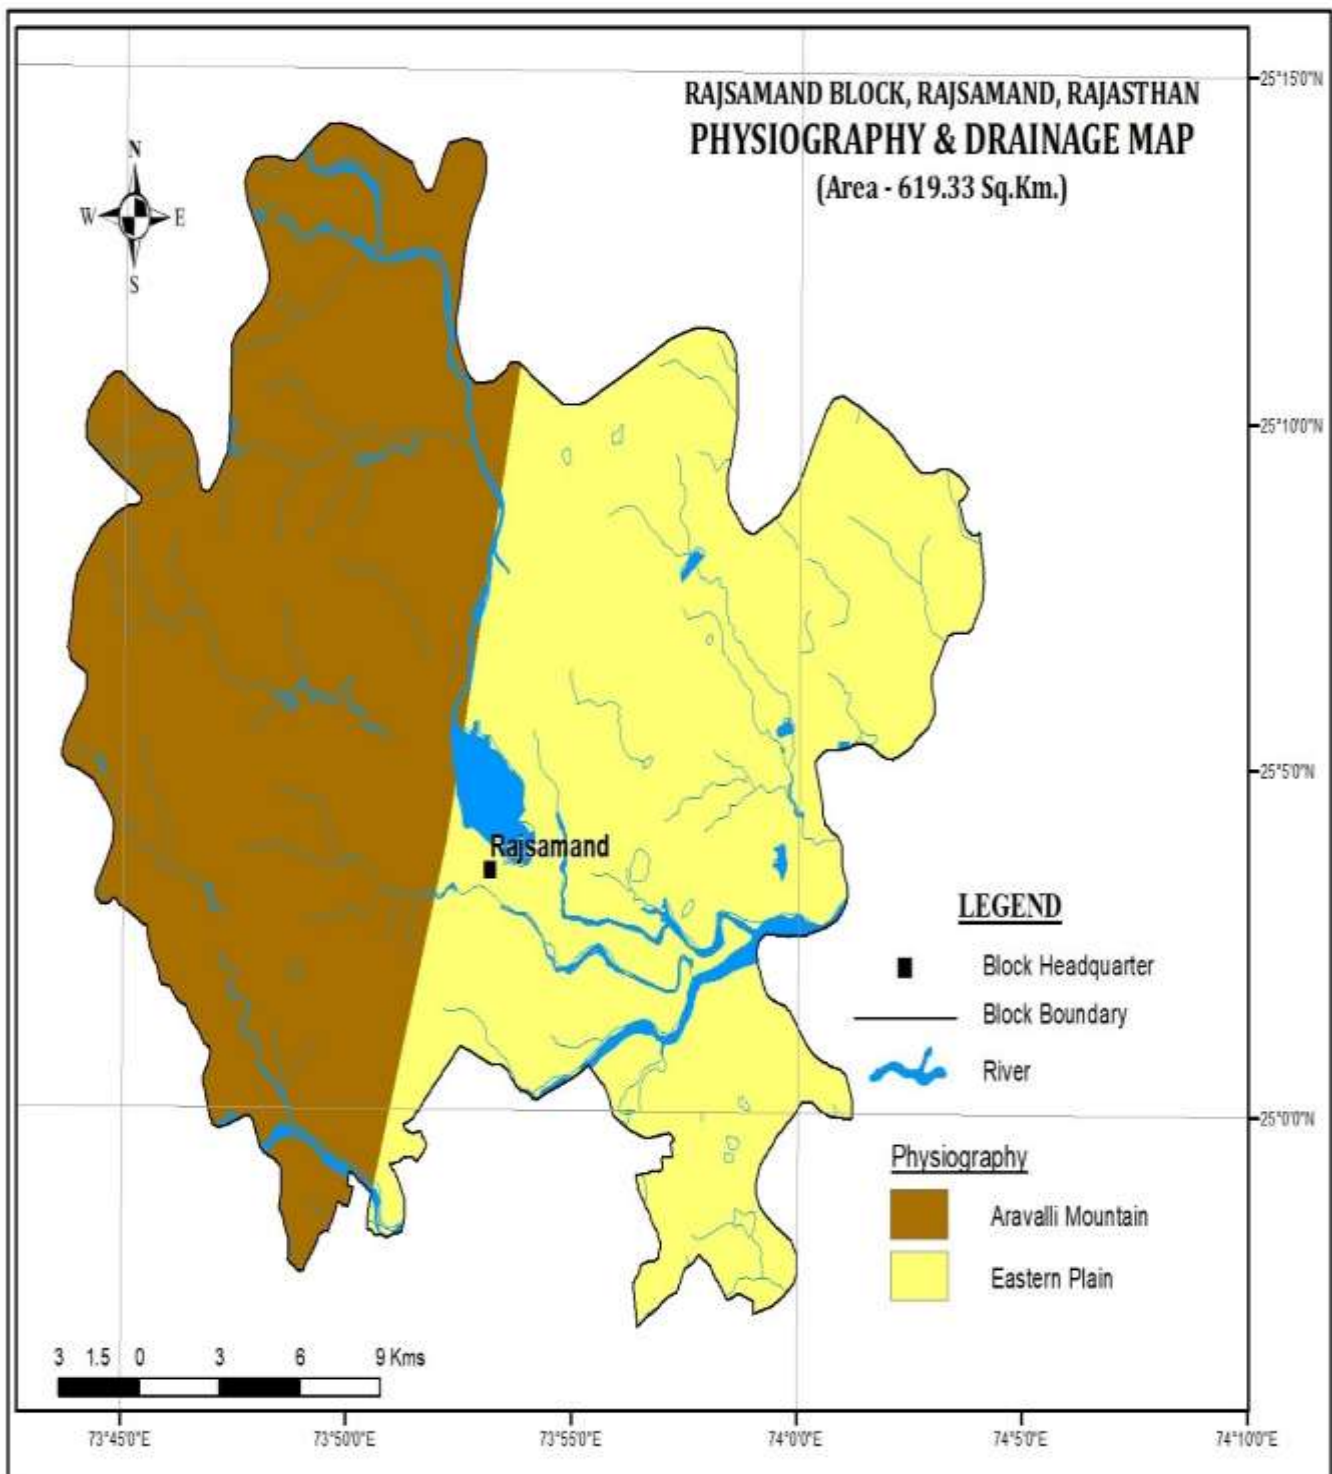 RAJSAMAND BLOCK, RAJSAMAND, RAJASTHAN
PHYSIOGRAPHY & DRAINAGE MAP
(Area - 619.33 Sq.Km.)
N
W E
S
25°15'0"N
25°10'0"N
25°5'0"N
25°0'0"N
Rajsamand
LEGEND
Block Headquarter
Block Boundary
River
Physiography
Aravalli Mountain
Eastern Plain
3 1.5 0 3 6 9 Kms
73°45'0"E 73°50'0"E 73°55'0"E 74°0'0"E 74°5'0"E 74°10'0"E